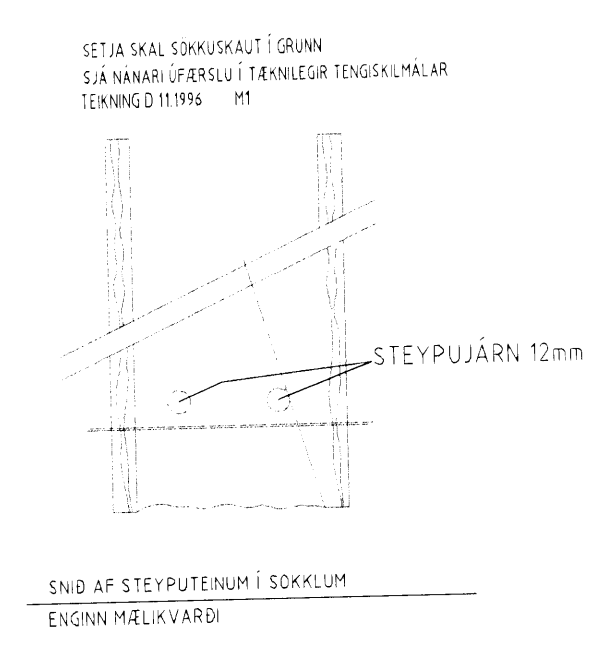 SETJA SKAL SÖKKUSKAUT Í GRUNN
SJÁ NÁNARI ÚFÆRSLU Í TÆKNILEGIR TENGISKILMÁLAR
TEIKNING D 11.1996 M1
STEYPUJÁRN 12mm
SNIÐ AF STEYPUTEINUM Í SOKKLUM
ENGINN MÆLIKVARÐI